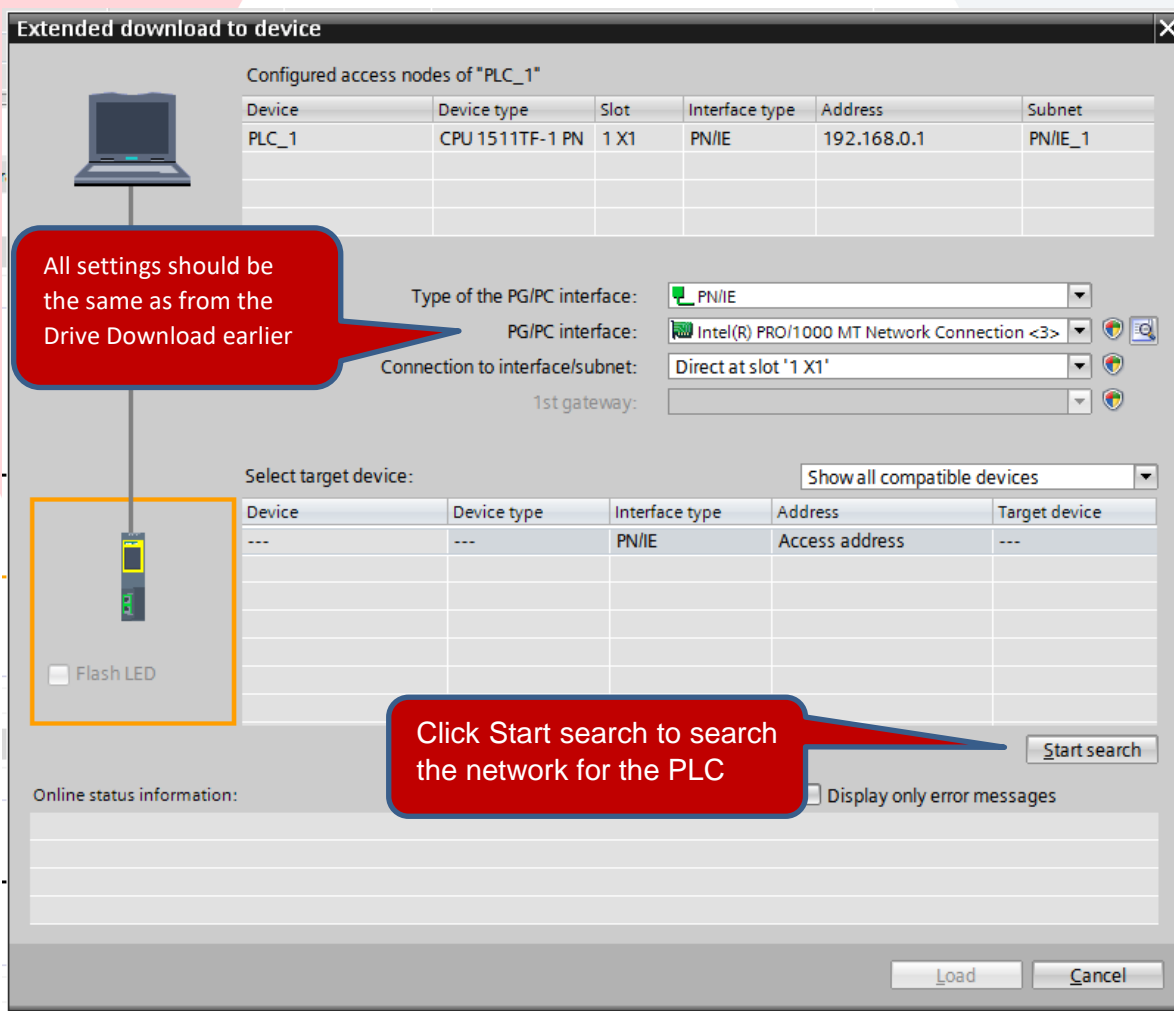 Extended download to device
Configured access nodes of "PLC_1"
Device Device type Slot Interface type Address Subnet
PLC_1 CPU 1511TF-1 PN 1 X1 PN/IE 192.168.0.1 PN/IE_1
All settings should be
the same as from the
Drive Download earlier
Type of the PG/PC interface: PN/IE
PG/PC interface: Intel(R) PRO/1000 MT Network Connection <3>
Connection to interface/subnet: Direct at slot '1 X1'
1st gateway:
Select target device: Show all compatible devices
Device Device type Interface type Address Target device
--- --- PN/IE Access address ---
Flash LED
Click Start search to search
the network for the PLC
Start search
Online status information: Display only error messages
Load Cancel